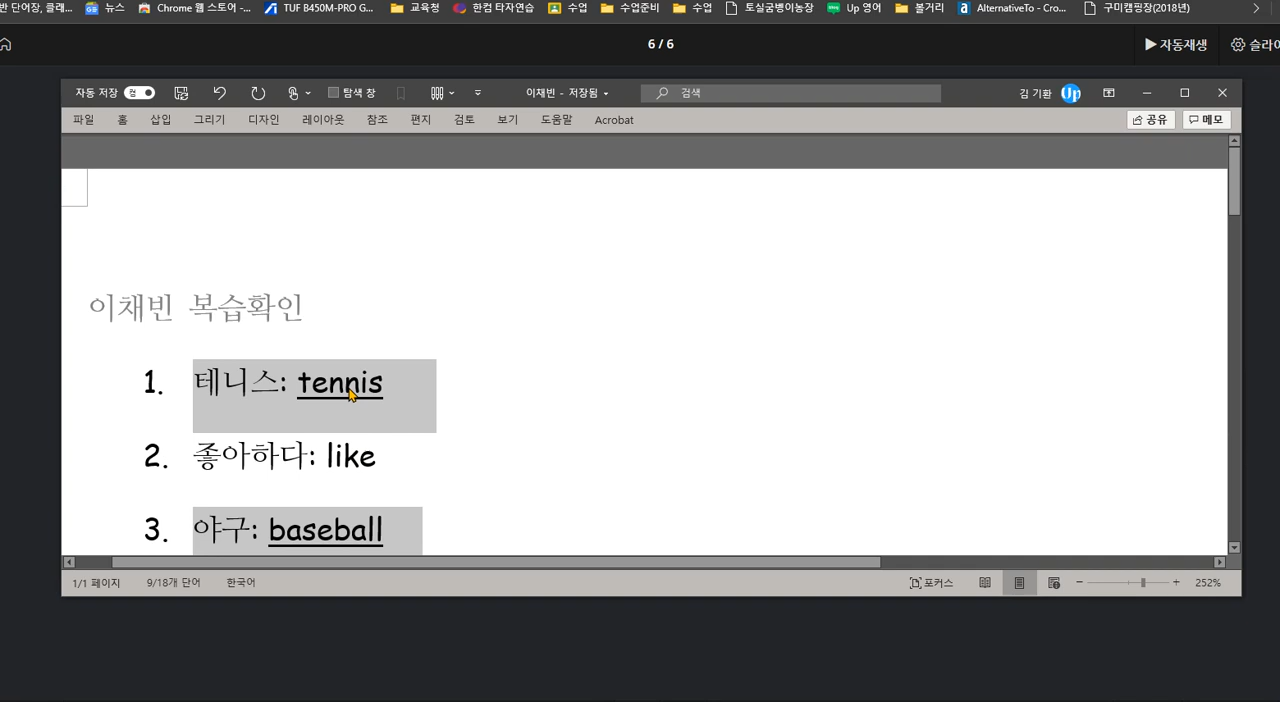 반 단어장, 클래... 뉴스 Chrome 웹 스토어 -... TUF B450M-PRO G... 교육청 한컴 타자연습 수업 수업준비 수업 토실굼벵이농장 Up 영어 볼거리 AlternativeTo - Cro... 구미캠핑장(2018년)
6 / 6 자동재생 슬라이
자동 저장 탐색 창 이채빈 - 저장됨 검색 김 기환 Up
파일 홈 삽입 그리기 디자인 레이아웃 참조 편지 검토 보기 도움말 Acrobat 공유 메모
이채빈 복습확인
1. 테니스: tennis
2. 좋아하다: like
3. 야구: baseball
1/1 페이지 9/18개 단어 한국어 포커스 252%